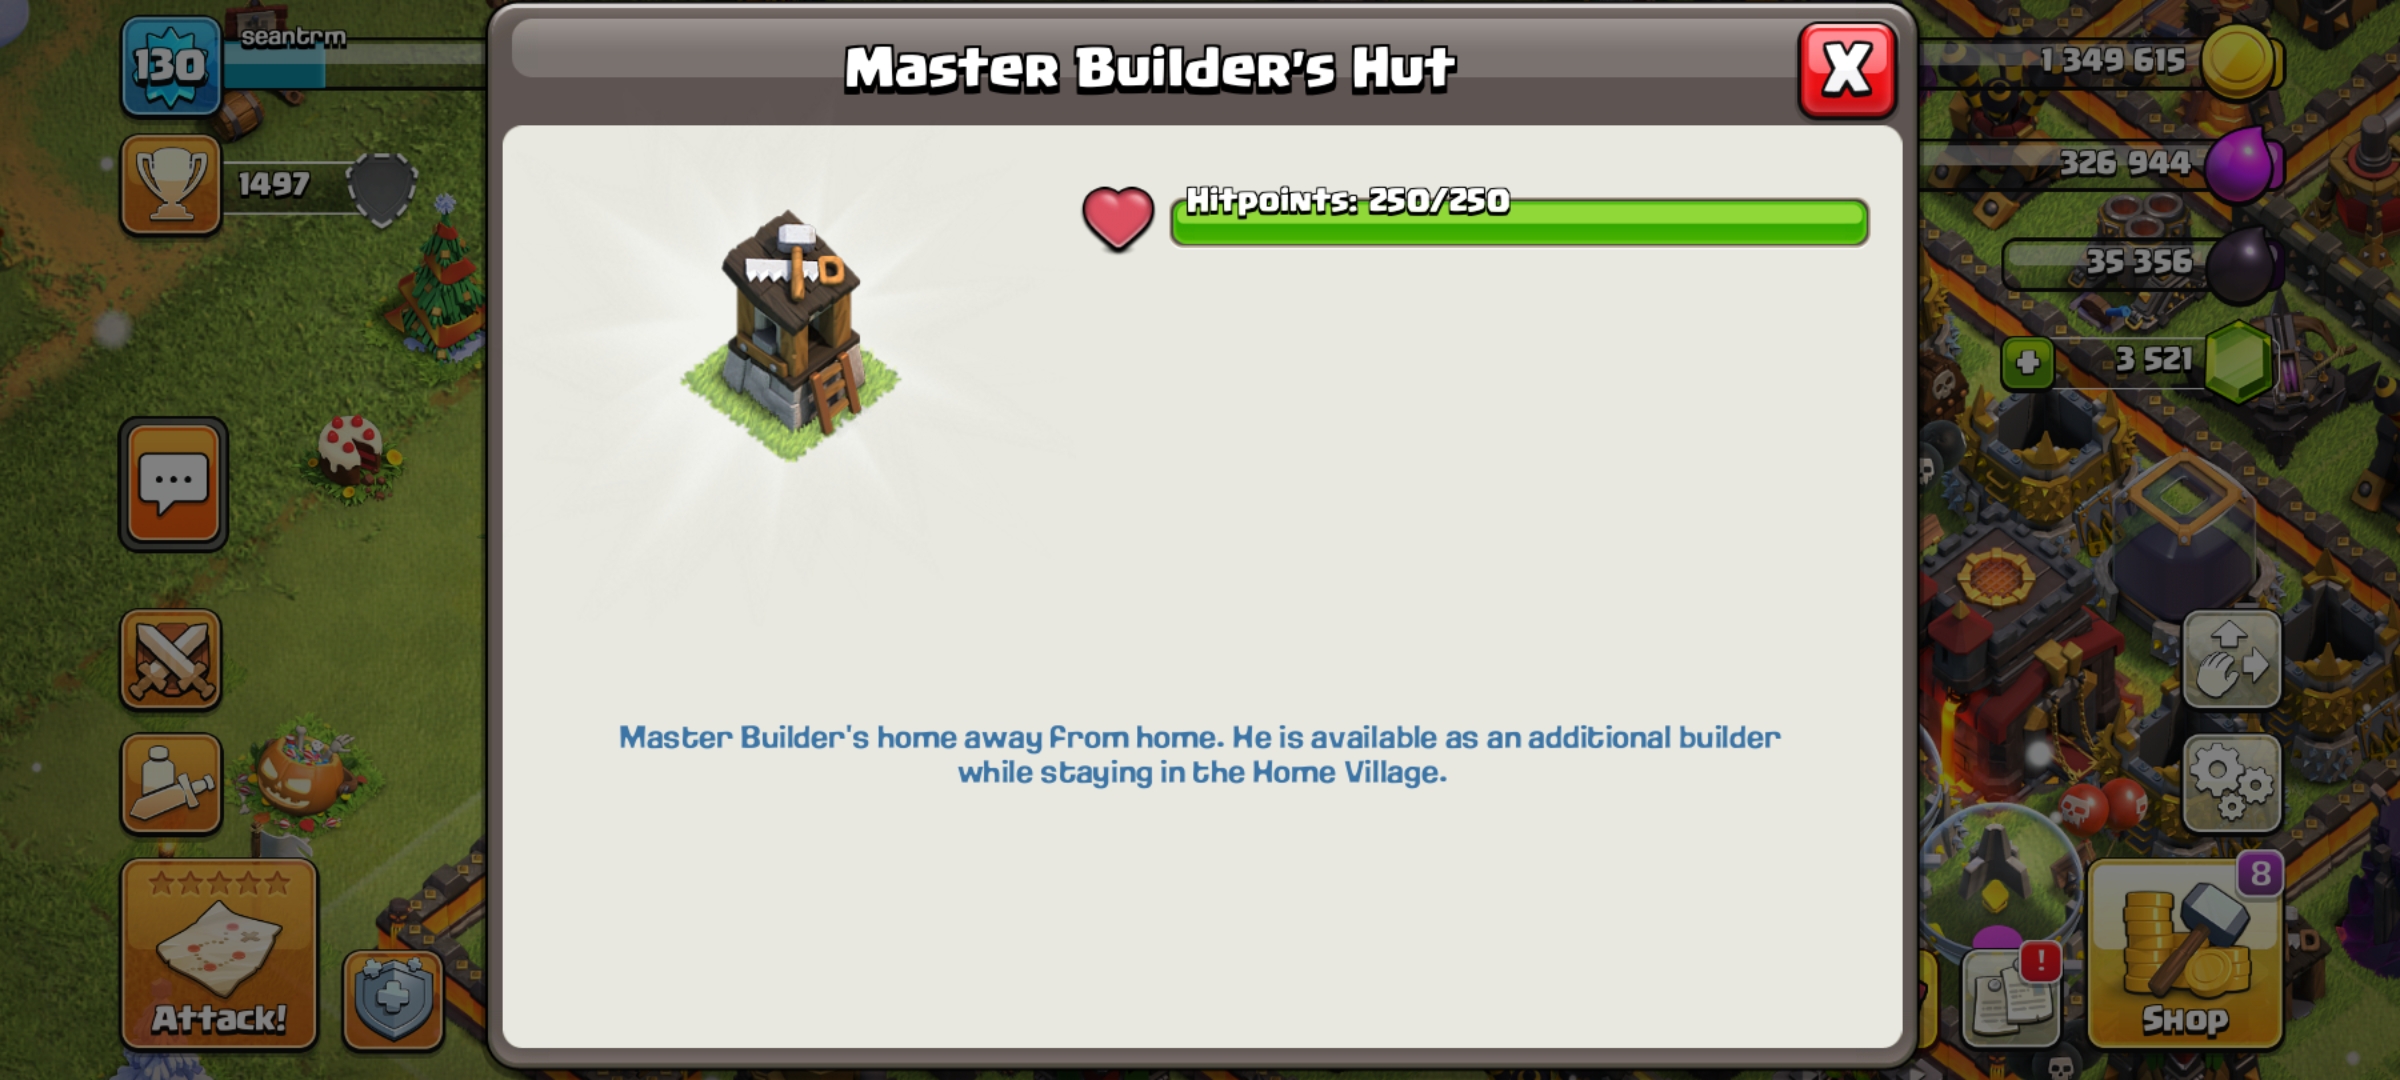 Master Builder's Hut
130
seantrm
1497
1 349 615
326 944
35 356
3 521
Hitpoints: 250/250
Master Builder's home away from home. He is available as an additional builder
while staying in the Home Village.
Attack!
8
!
Shop